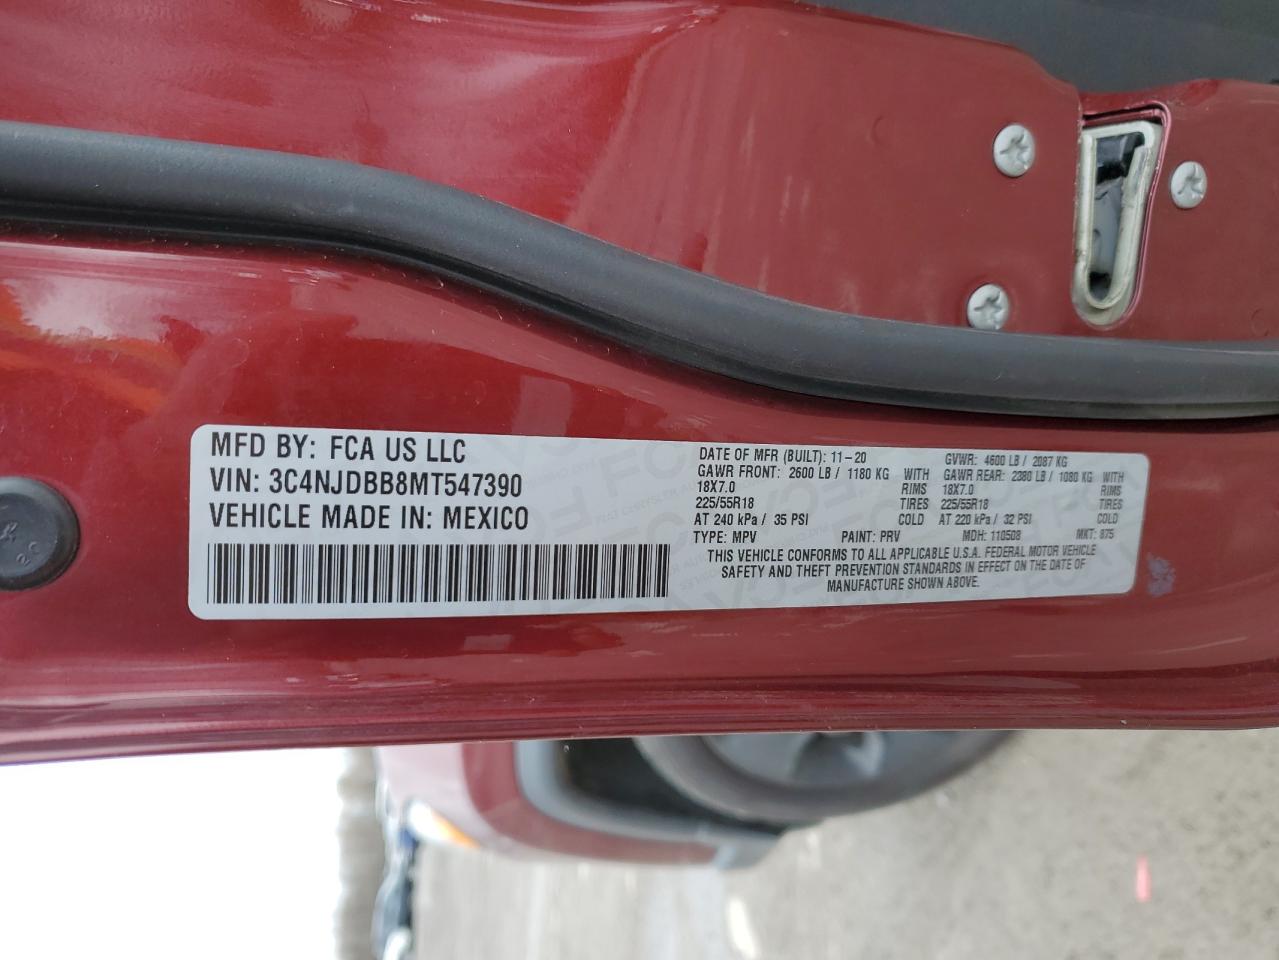 MFD BY: FCA US LLC
VIN: 3C4NJDBB8MT547390
VEHICLE MADE IN: MEXICO
DATE OF MFR (BUILT): 11-20
GVWR: 4600 LB / 2087 KG
GAWR FRONT: 2600 LB / 1180 KG WITH
GAWR REAR: 2380 LB / 1080 KG WITH
18X7.0 RIMS
18X7.0 RIMS
225/55R18 TIRES
225/55R18 TIRES
AT 240 kPa / 35 PSI COLD
AT 220 kPa / 32 PSI COLD
TYPE: MPV PAINT: PRV MDH: 110508 MKT: 875
THIS VEHICLE CONFORMS TO ALL APPLICABLE U.S.A. FEDERAL MOTOR VEHICLE
SAFETY AND THEFT PREVENTION STANDARDS IN EFFECT ON THE DATE OF
MANUFACTURE SHOWN ABOVE.